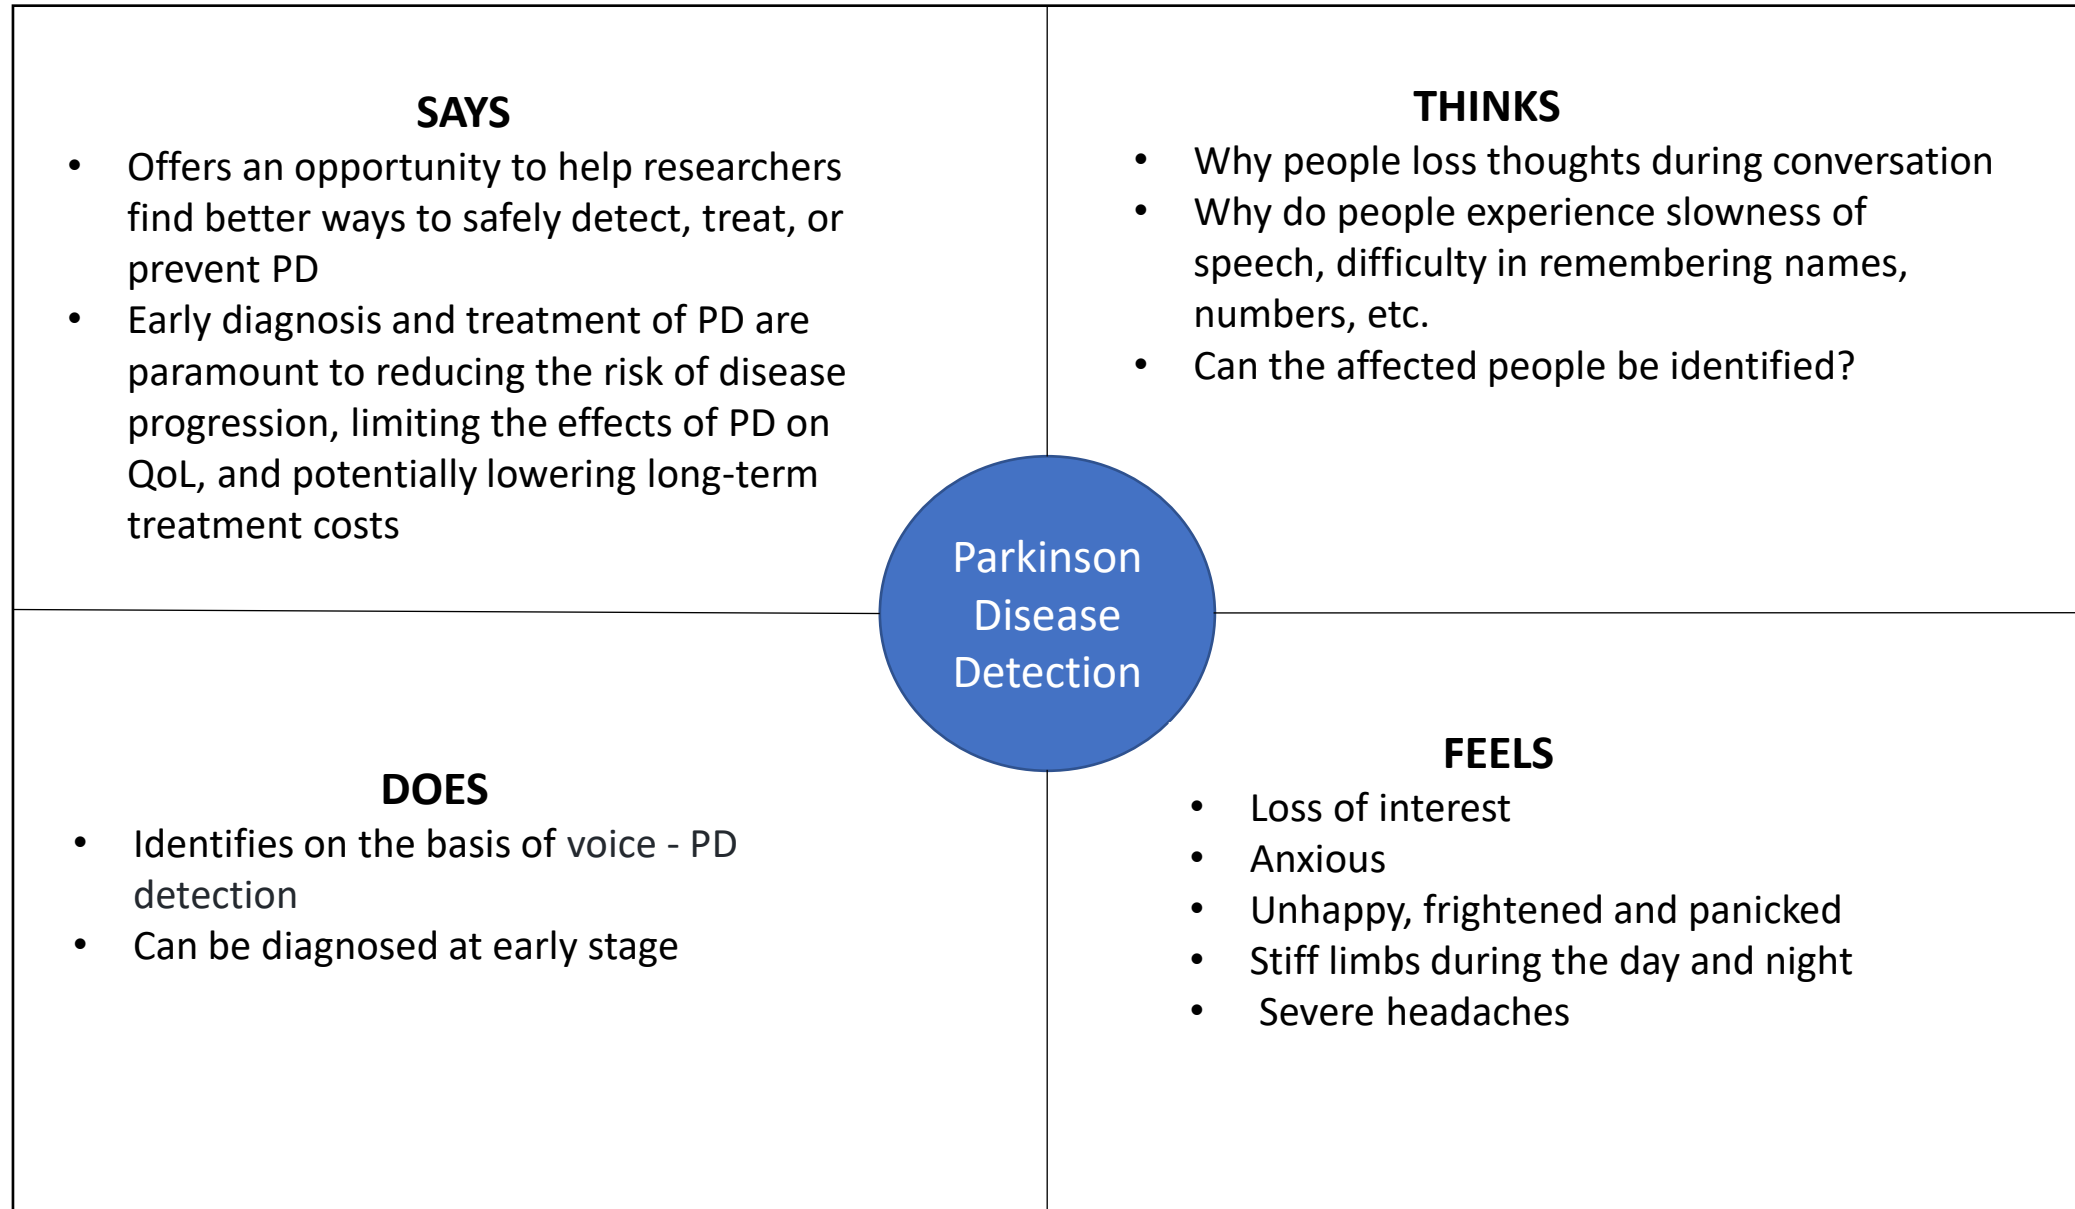 SAYS
• Offers an opportunity to help researchers
find better ways to safely detect, treat, or
prevent PD
• Early diagnosis and treatment of PD are
paramount to reducing the risk of disease
progression, limiting the effects of PD on
QoL, and potentially lowering long-term
treatment costs
THINKS
• Why people loss thoughts during conversation
• Why do people experience slowness of
speech, difficulty in remembering names,
numbers, etc.
• Can the affected people be identified?
Parkinson
Disease
Detection
DOES
• Identifies on the basis of voice - PD
detection
• Can be diagnosed at early stage
FEELS
• Loss of interest
• Anxious
• Unhappy, frightened and panicked
• Stiff limbs during the day and night
• Severe headaches